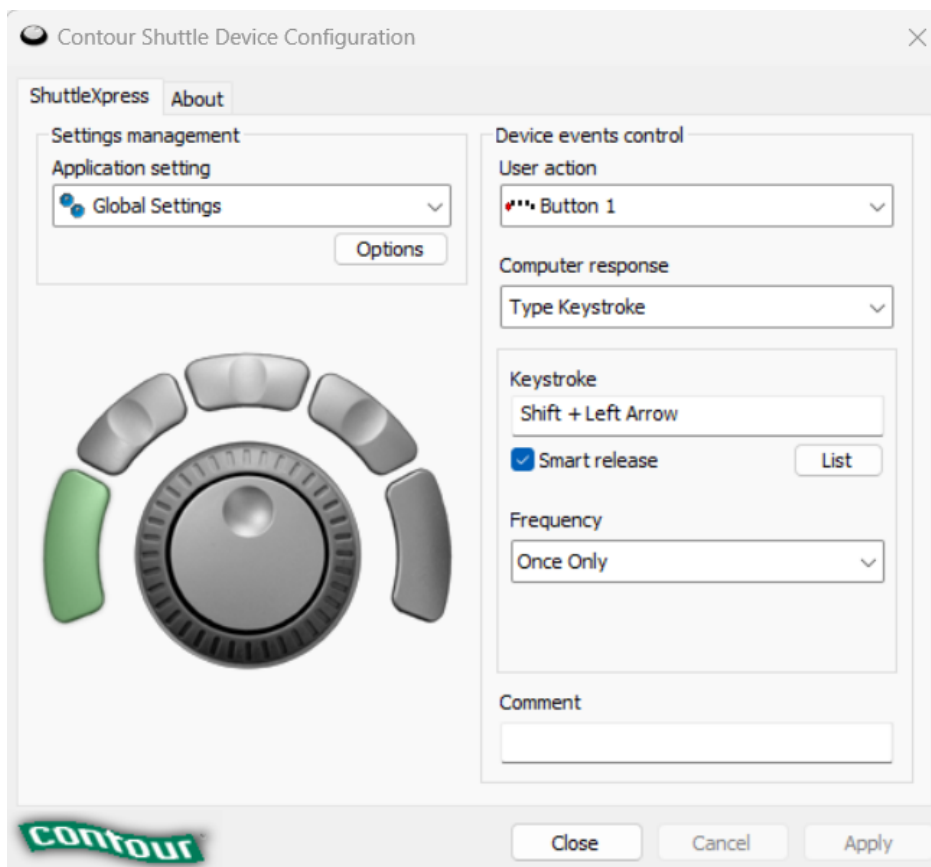 Contour Shuttle Device Configuration
ShuttleXpress
About
Settings management
Application setting
Global Settings
Options
Device events control
User action
Button 1
Computer response
Type Keystroke
Keystroke
Shift + Left Arrow
Smart release
List
Frequency
Once Only
Comment
contour
Close
Cancel
Apply